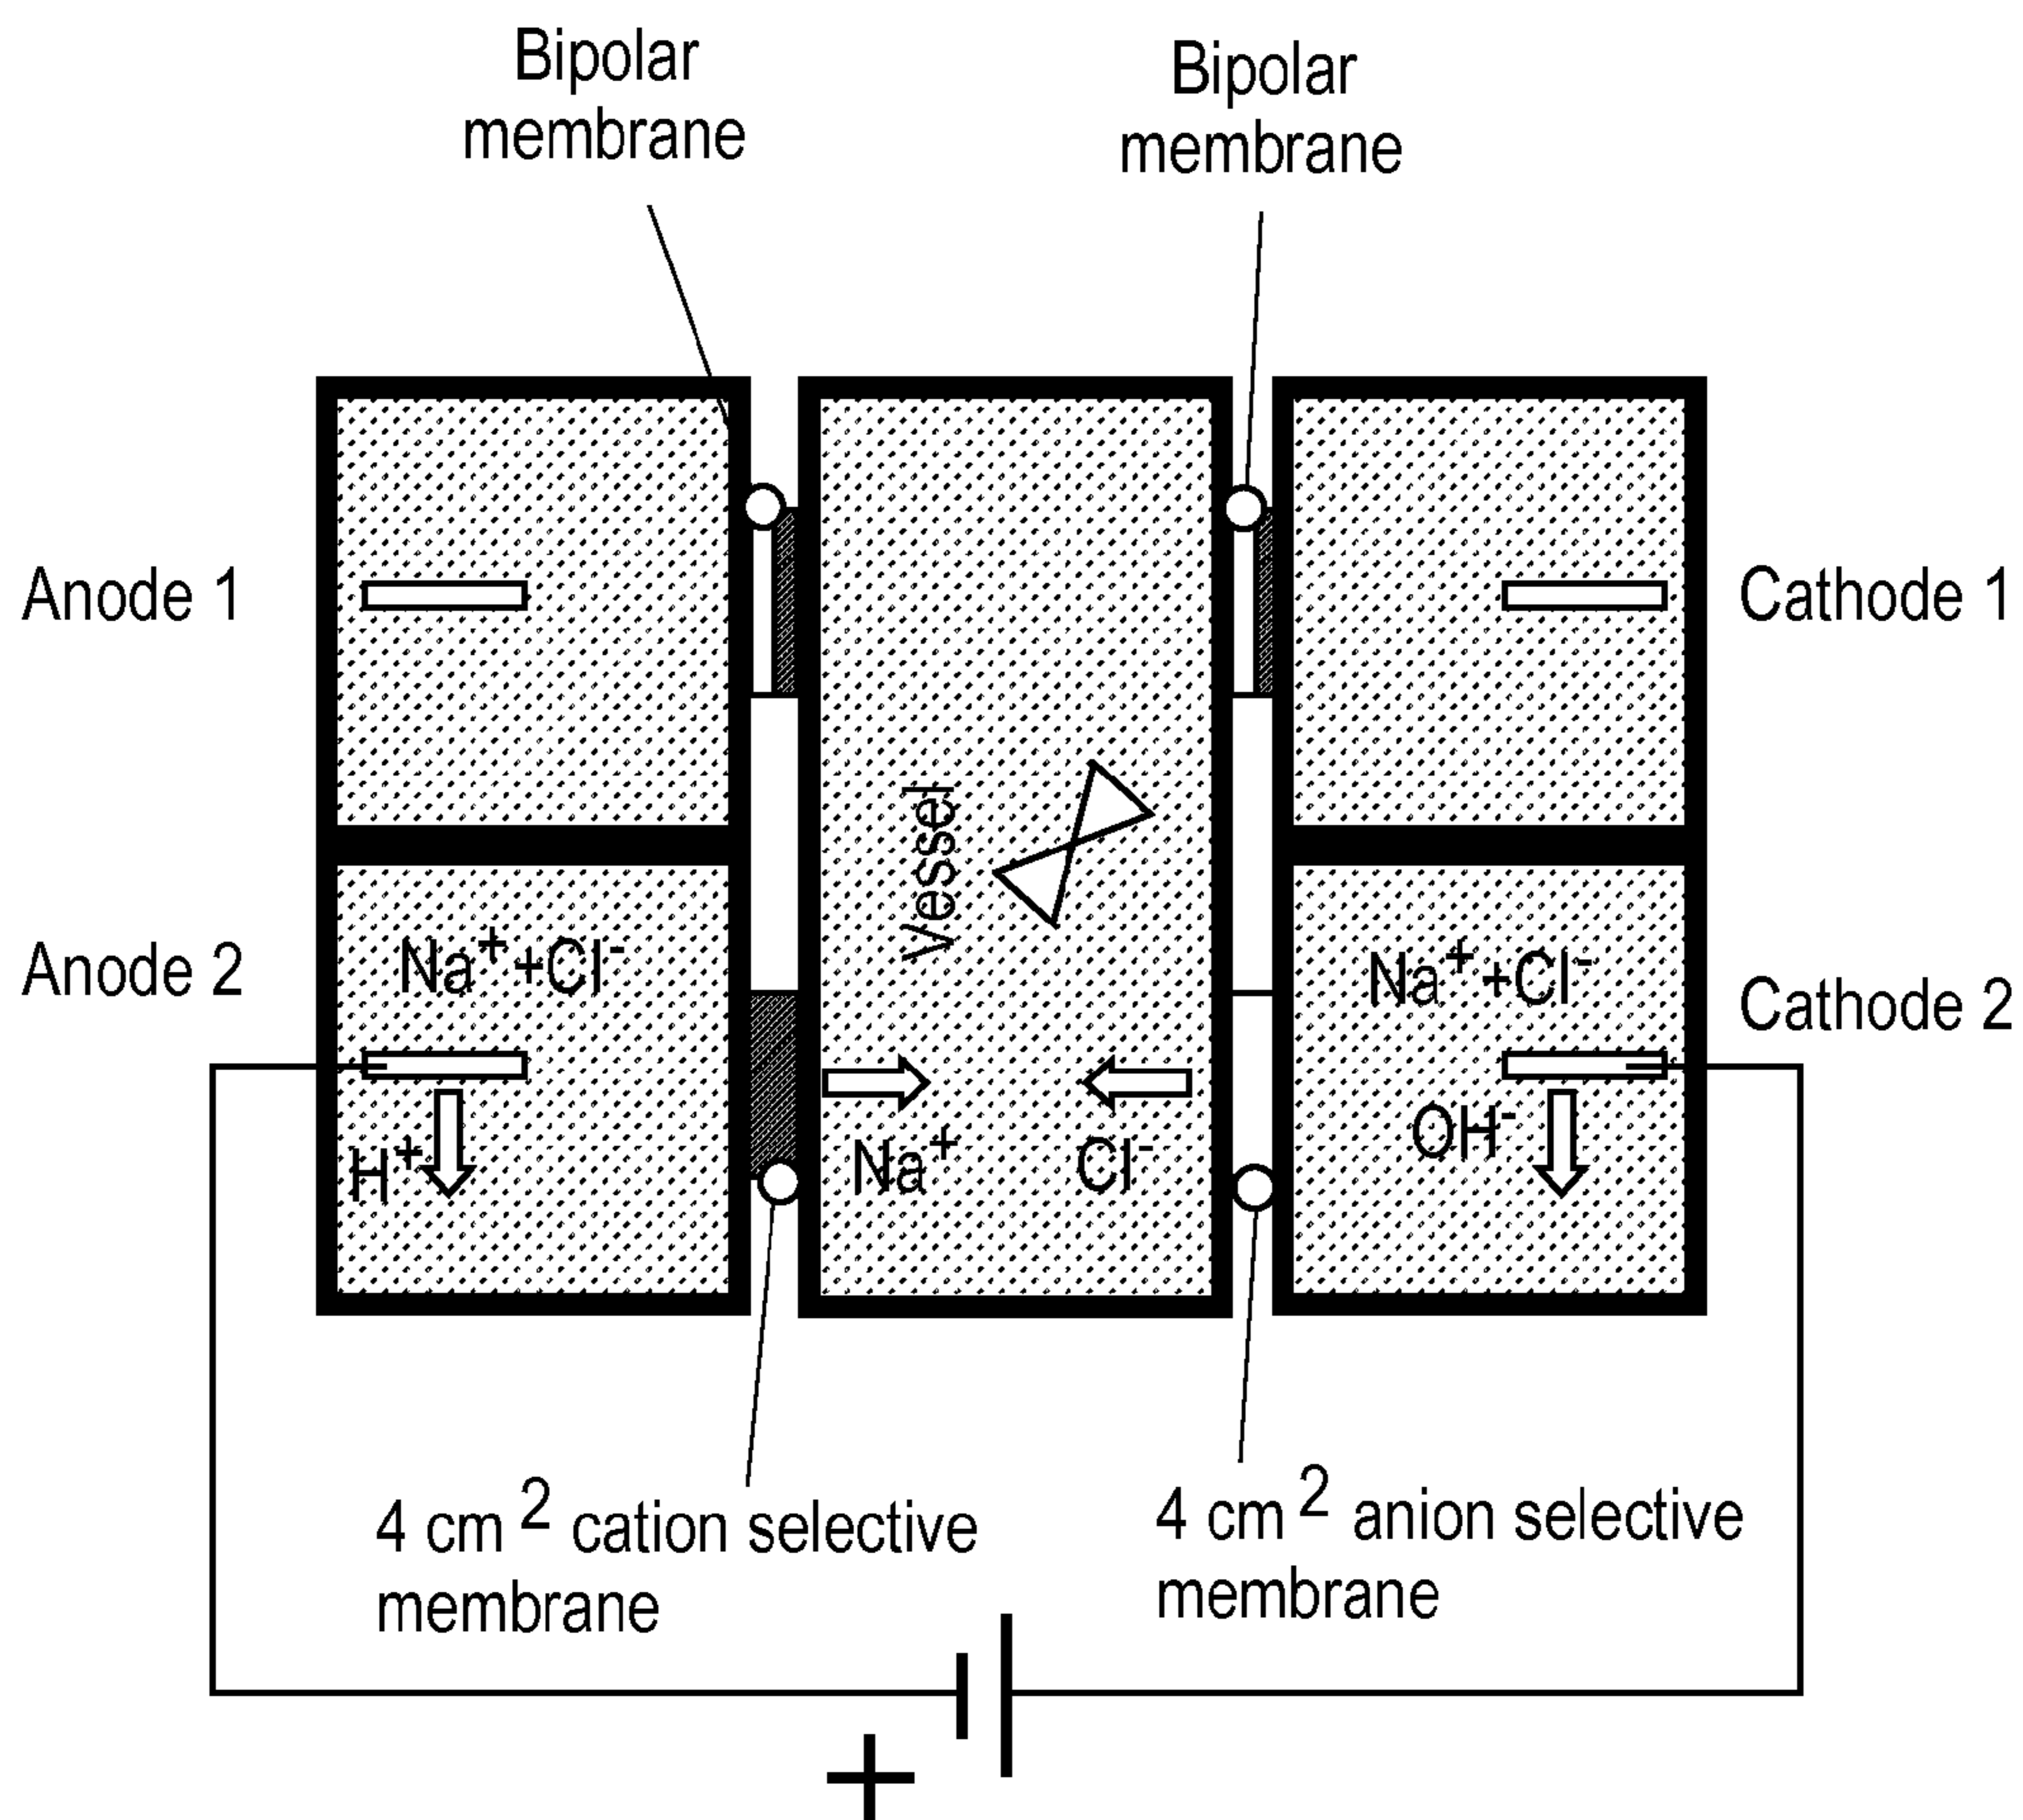 Bipolar
membrane
Bipolar
membrane
Anode 1
Cathode 1
Vessel
Anode 2
Na⁺+Cl⁻
Na⁺+Cl⁻
Cathode 2
H⁺
Na⁺
Cl⁻
OH⁻
4 cm² cation selective
membrane
4 cm² anion selective
membrane
+